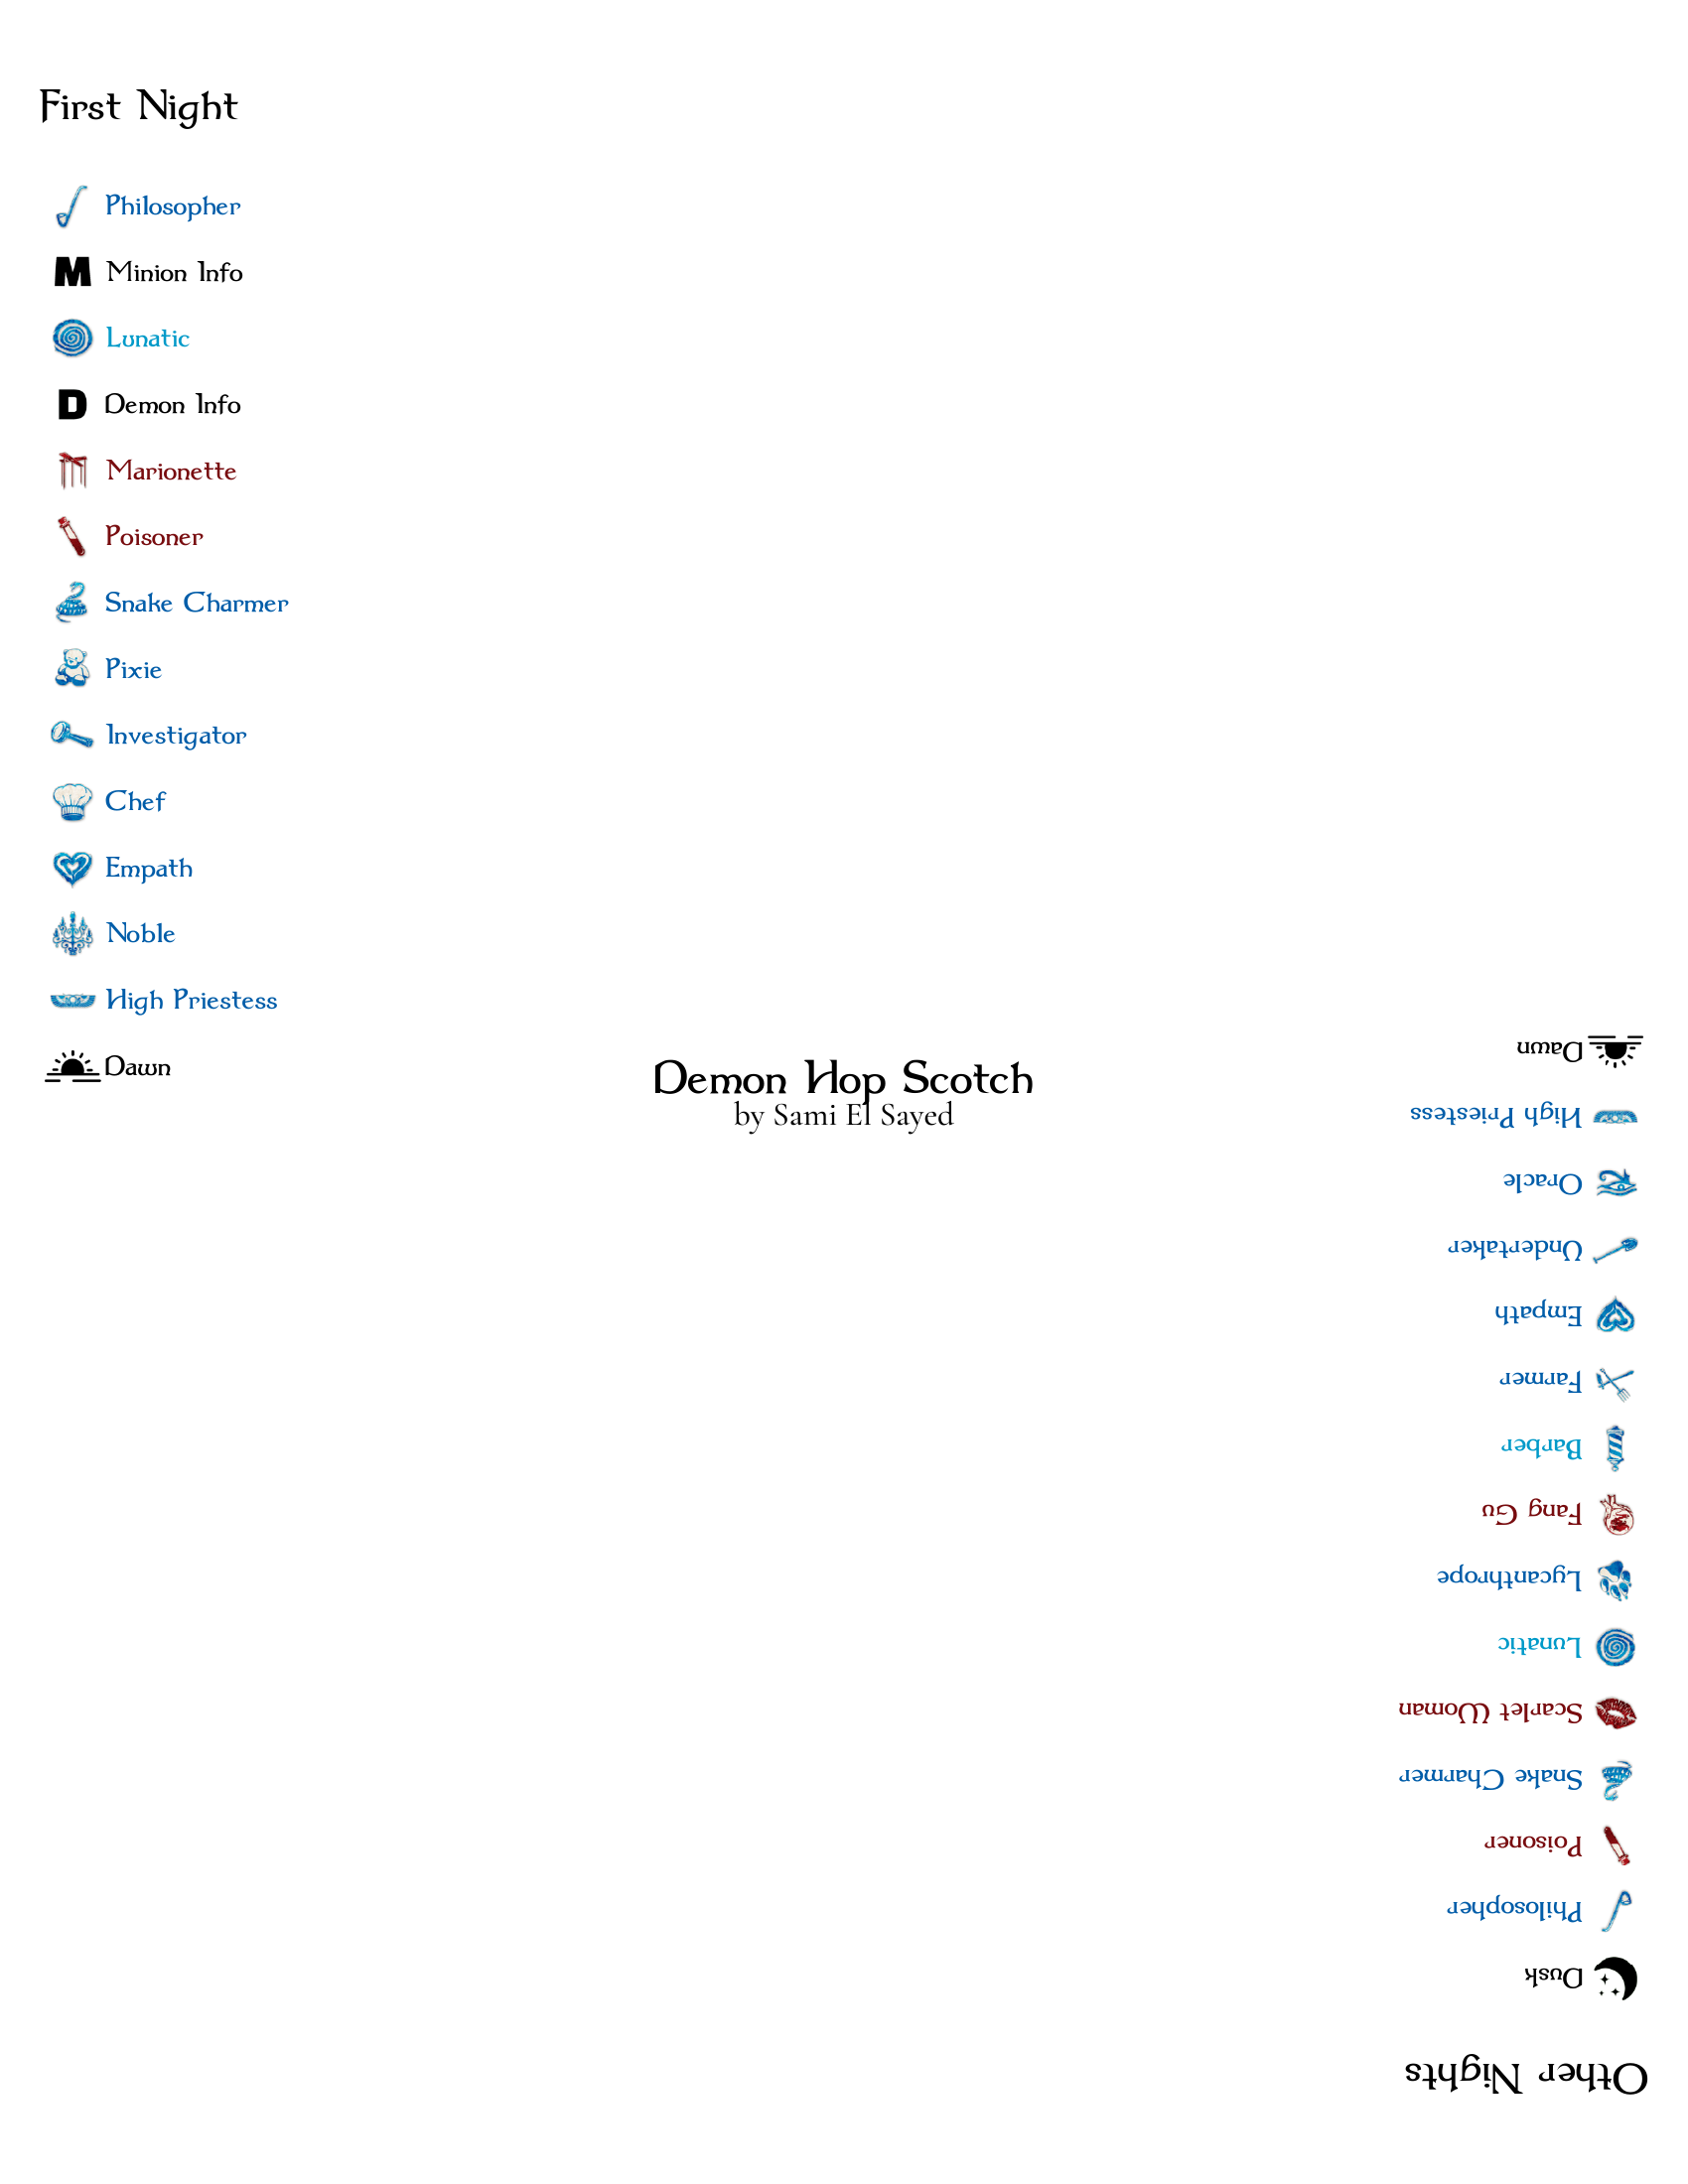 First Night
Philosopher
M Minion Info
Lunatic
D Demon Info
Marionette
Poisoner
Snake Charmer
Pixie
Investigator
Chef
Empath
Noble
High Priestess
Dawn
Demon Hop Scotch
by Sami El Sayed
Other Nights
Dusk
Philosopher
Poisoner
Snake Charmer
Scarlet Woman
Lunatic
Lycanthrope
Fang Gu
Barber
Farmer
Empath
Undertaker
Oracle
High Priestess
Dawn